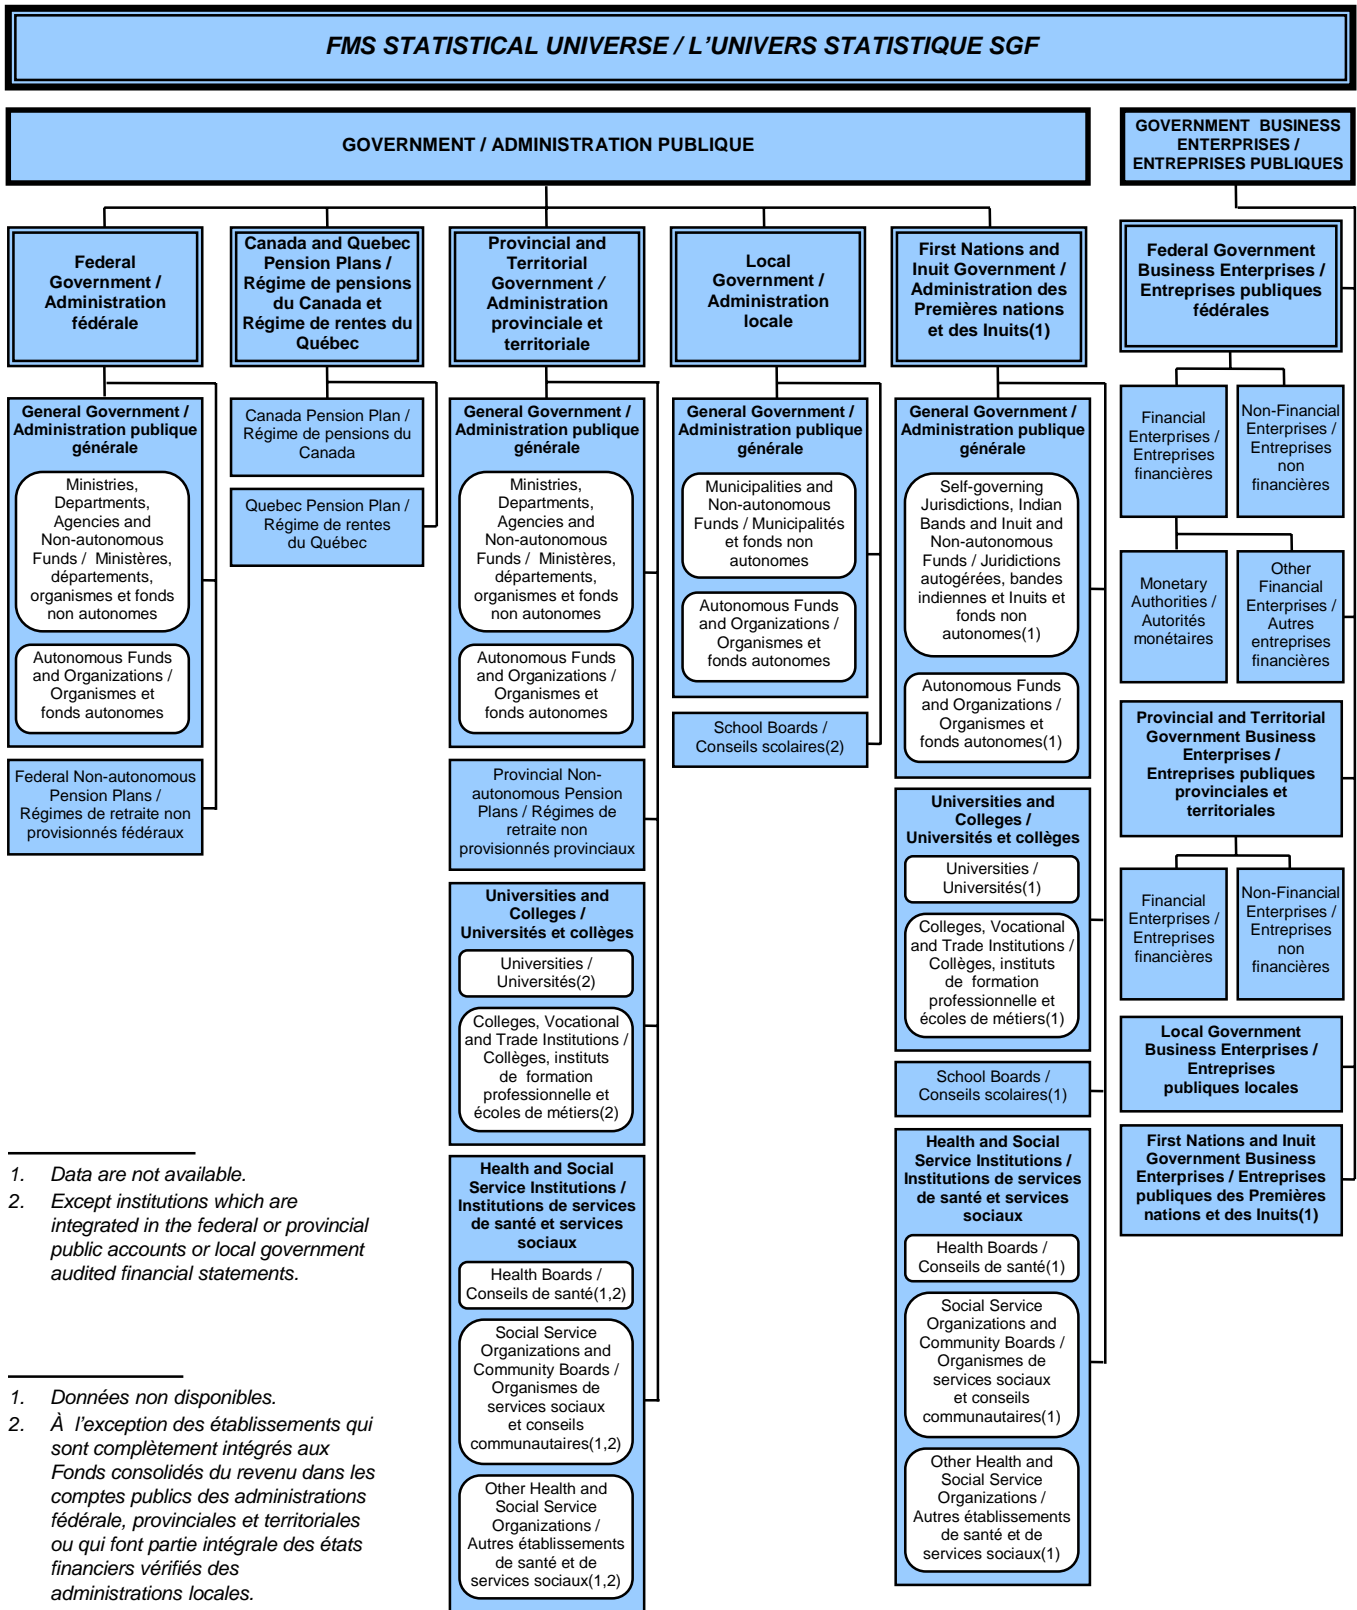 FMS STATISTICAL UNIVERSE / L'UNIVERS STATISTIQUE SGF
GOVERNMENT / ADMINISTRATION PUBLIQUE
GOVERNMENT BUSINESS
ENTERPRISES /
ENTREPRISES PUBLIQUES
Federal
Government /
Administration
fédérale
Canada and Quebec
Pension Plans /
Régime de pensions
du Canada et
Régime de rentes du
Québec
Provincial and
Territorial
Government /
Administration
provinciale et
territoriale
Local
Government /
Administration
locale
First Nations and
Inuit Government /
Administration des
Premières nations
et des Inuits(1)
Federal Government
Business Enterprises /
Entreprises publiques
fédérales
General Government /
Administration publique
générale
Ministries,
Departments,
Agencies and
Non-autonomous
Funds / Ministères,
départements,
organismes et fonds
non autonomes
Autonomous Funds
and Organizations /
Organismes et
fonds autonomes
Federal Non-autonomous
Pension Plans /
Régimes de retraite non
provisionnés fédéraux
Canada Pension Plan /
Régime de pensions du
Canada
Quebec Pension Plan /
Régime de rentes
du Québec
General Government /
Administration publique
générale
Ministries,
Departments,
Agencies and
Non-autonomous
Funds / Ministères,
départements,
organismes et fonds
non autonomes
Autonomous Funds
and Organizations /
Organismes et
fonds autonomes
Provincial Non-
autonomous Pension
Plans / Régimes de
retraite non
provisionnés provinciaux
Universities and
Colleges /
Universités et collèges
Universities /
Universités(2)
Colleges, Vocational
and Trade Institutions /
Collèges, instituts
de formation
professionnelle et
écoles de métiers(2)
Health and Social
Service Institutions /
Institutions de services
de santé et services
sociaux
Health Boards /
Conseils de santé(1,2)
Social Service
Organizations and
Community Boards /
Organismes de
services sociaux
et conseils
communautaires(1,2)
Other Health and
Social Service
Organizations /
Autres établissements
de santé et de
services sociaux(1,2)
General Government /
Administration publique
générale
Municipalities and
Non-autonomous
Funds / Municipalités
et fonds non
autonomes
Autonomous Funds
and Organizations /
Organismes et
fonds autonomes
School Boards /
Conseils scolaires(2)
General Government /
Administration publique
générale
Self-governing
Jurisdictions, Indian
Bands and Inuit and
Non-autonomous
Funds / Juridictions
autogérées, bandes
indiennes et Inuits et
fonds non
autonomes(1)
Autonomous Funds
and Organizations /
Organismes et
fonds autonomes(1)
Universities and
Colleges /
Universités et collèges
Universities /
Universités(1)
Colleges, Vocational
and Trade Institutions /
Collèges, instituts
de formation
professionnelle et
écoles de métiers(1)
School Boards /
Conseils scolaires(1)
Health and Social
Service Institutions /
Institutions de services
de santé et services
sociaux
Health Boards /
Conseils de santé(1)
Social Service
Organizations and
Community Boards /
Organismes de
services sociaux
et conseils
communautaires(1)
Other Health and
Social Service
Organizations /
Autres établissements
de santé et de
services sociaux(1)
Financial
Enterprises /
Entreprises
financières
Non-Financial
Enterprises /
Entreprises
non
financières
Monetary
Authorities /
Autorités
monétaires
Other
Financial
Enterprises /
Autres
entreprises
financières
Provincial and Territorial
Government Business
Enterprises /
Entreprises publiques
provinciales et
territoriales
Financial
Enterprises /
Entreprises
financières
Non-Financial
Enterprises /
Entreprises
non
financières
Local Government
Business Enterprises /
Entreprises
publiques locales
First Nations and Inuit
Government Business
Enterprises / Entreprises
publiques des Premières
nations et des Inuits(1)
1. Data are not available.
2. Except institutions which are
integrated in the federal or provincial
public accounts or local government
audited financial statements.
1. Données non disponibles.
2. À l'exception des établissements qui
sont complètement intégrés aux
Fonds consolidés du revenu dans les
comptes publics des administrations
fédérale, provinciales et territoriales
ou qui font partie intégrale des états
financiers vérifiés des
administrations locales.